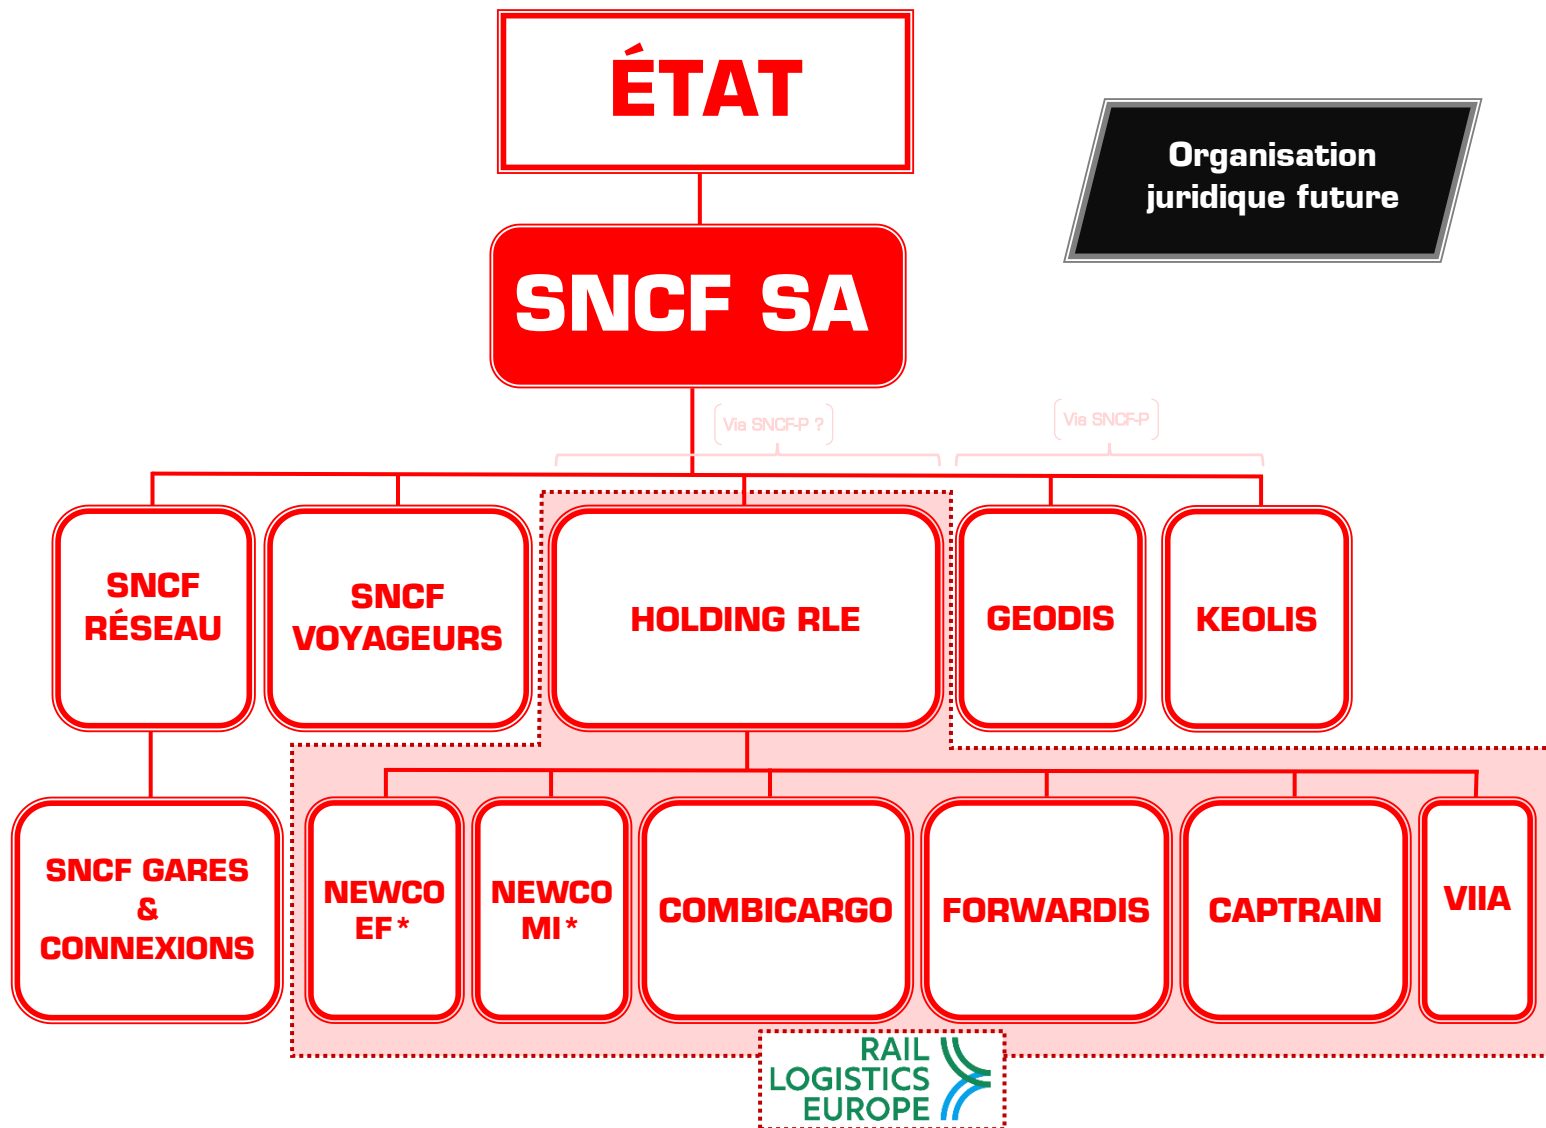 ÉTAT
Organisation
juridique future
SNCF SA
Via SNCF-P ?
Via SNCF-P
SNCF
RÉSEAU
SNCF
VOYAGEURS
HOLDING RLE
GEODIS
KEOLIS
SNCF GARES
&
CONNEXIONS
NEWCO
EF*
NEWCO
MI*
COMBICARGO
FORWARDIS
CAPTRAIN
VIIA
RAIL
LOGISTICS
EUROPE